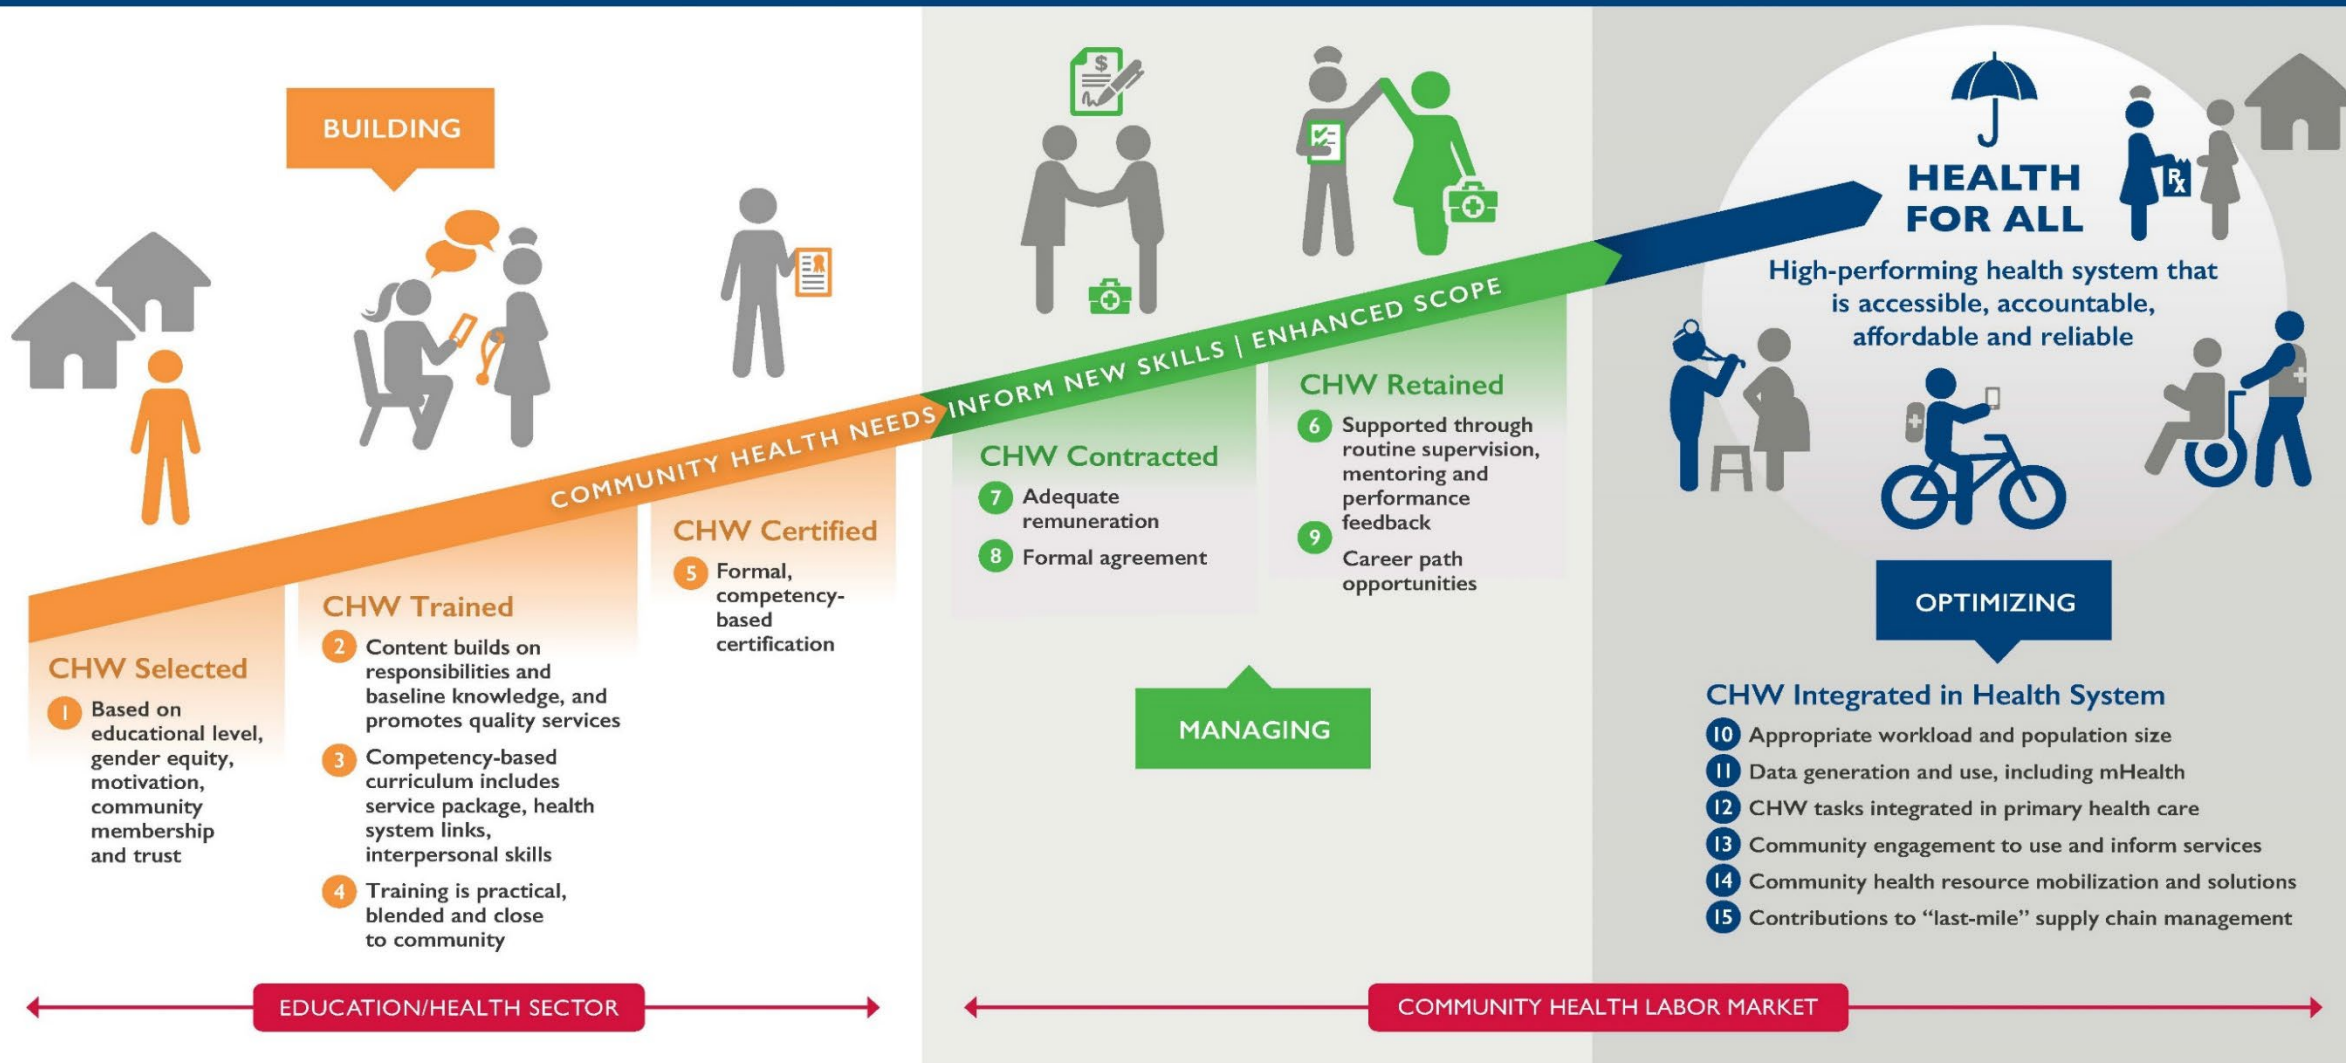 BUILDING
COMMUNITY HEALTH NEEDS INFORM NEW SKILLS | ENHANCED SCOPE
CHW Selected
1 Based on
educational level,
gender equity,
motivation,
community
membership
and trust
CHW Trained
2 Content builds on
responsibilities and
baseline knowledge, and
promotes quality services
3 Competency-based
curriculum includes
service package, health
system links,
interpersonal skills
4 Training is practical,
blended and close
to community
CHW Certified
5 Formal,
competency-
based
certification
$
CHW Contracted
7 Adequate
remuneration
8 Formal agreement
CHW Retained
6 Supported through
routine supervision,
mentoring and
performance
feedback
9 Career path
opportunities
MANAGING
HEALTH
FOR ALL
High-performing health system that
is accessible, accountable,
affordable and reliable
RX
OPTIMIZING
CHW Integrated in Health System
10 Appropriate workload and population size
11 Data generation and use, including mHealth
12 CHW tasks integrated in primary health care
13 Community engagement to use and inform services
14 Community health resource mobilization and solutions
15 Contributions to “last-mile” supply chain management
EDUCATION/HEALTH SECTOR
COMMUNITY HEALTH LABOR MARKET